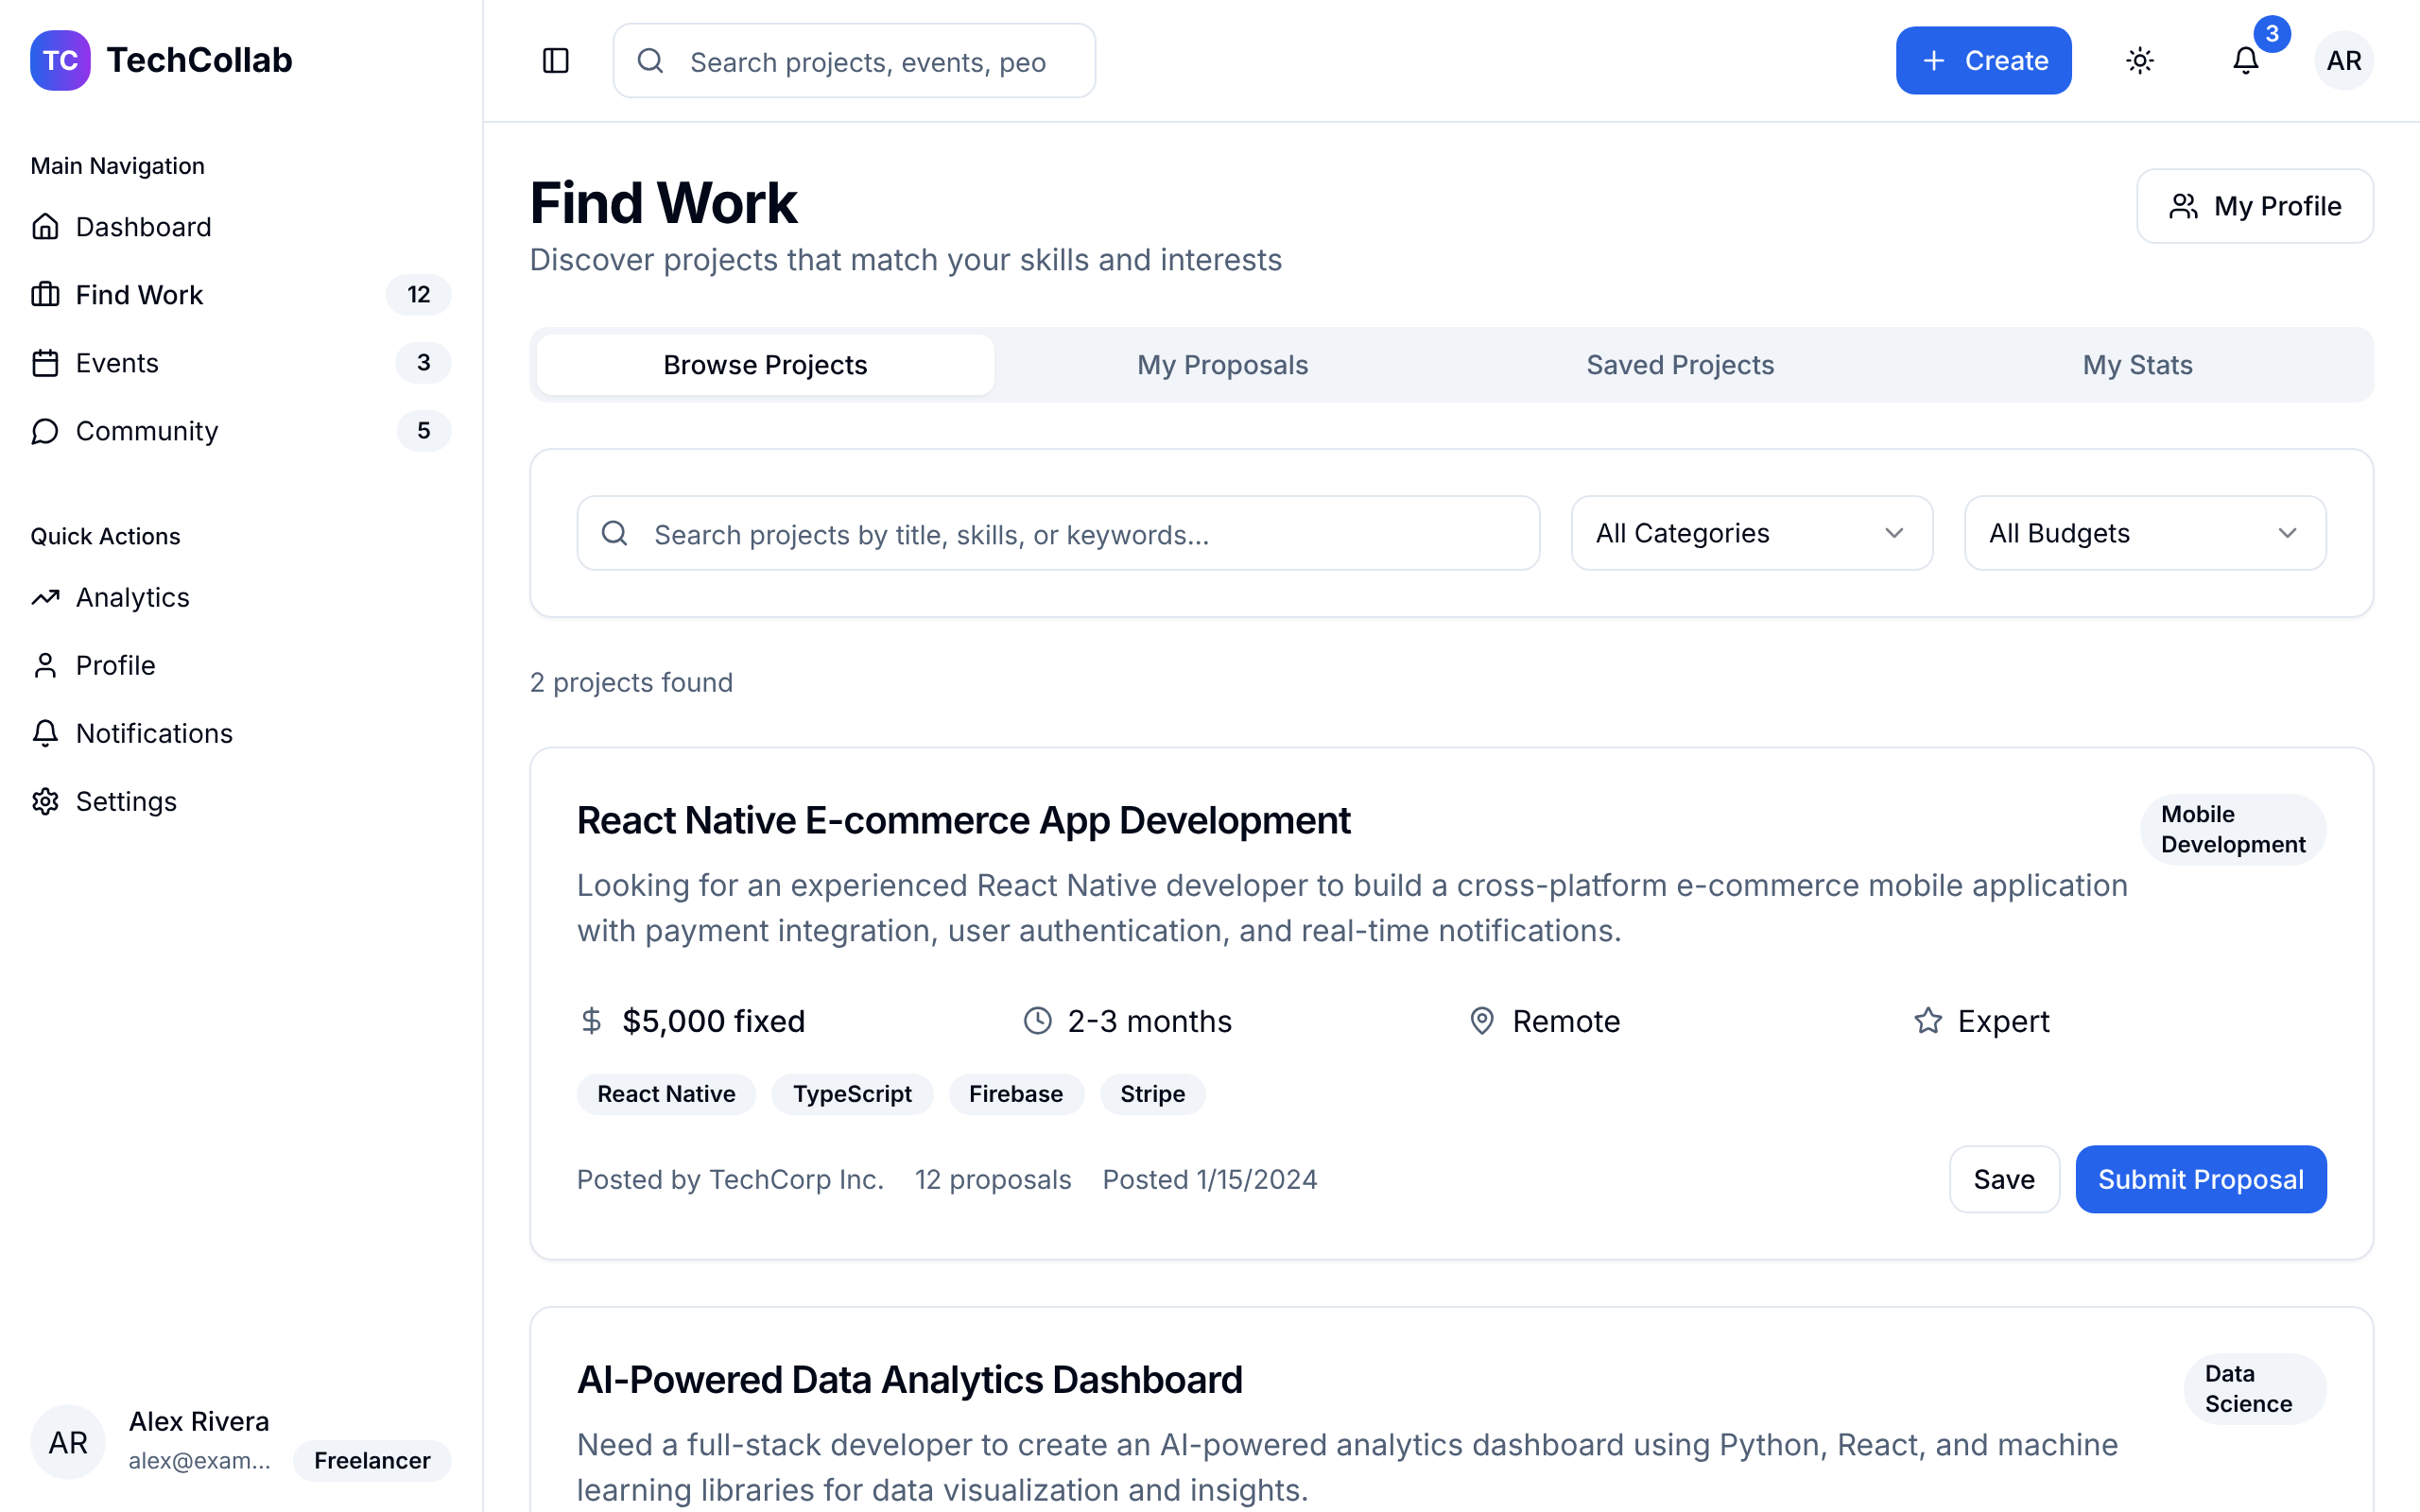 TC TechCollab
Main Navigation
Dashboard
Find Work 12
Events 3
Community 5
Quick Actions
Analytics
Profile
Notifications
Settings
AR
Alex Rivera
alex@exam...
Freelancer
Search projects, events, peo
Create
3
AR
Find Work
Discover projects that match your skills and interests
My Profile
Browse Projects My Proposals Saved Projects My Stats
Search projects by title, skills, or keywords...
All Categories
All Budgets
2 projects found
React Native E-commerce App Development
Mobile
Development
Looking for an experienced React Native developer to build a cross-platform e-commerce mobile application
with payment integration, user authentication, and real-time notifications.
$5,000 fixed 2-3 months Remote Expert
React Native TypeScript Firebase Stripe
Posted by TechCorp Inc. 12 proposals Posted 1/15/2024
Save Submit Proposal
AI-Powered Data Analytics Dashboard
Data
Science
Need a full-stack developer to create an AI-powered analytics dashboard using Python, React, and machine
learning libraries for data visualization and insights.